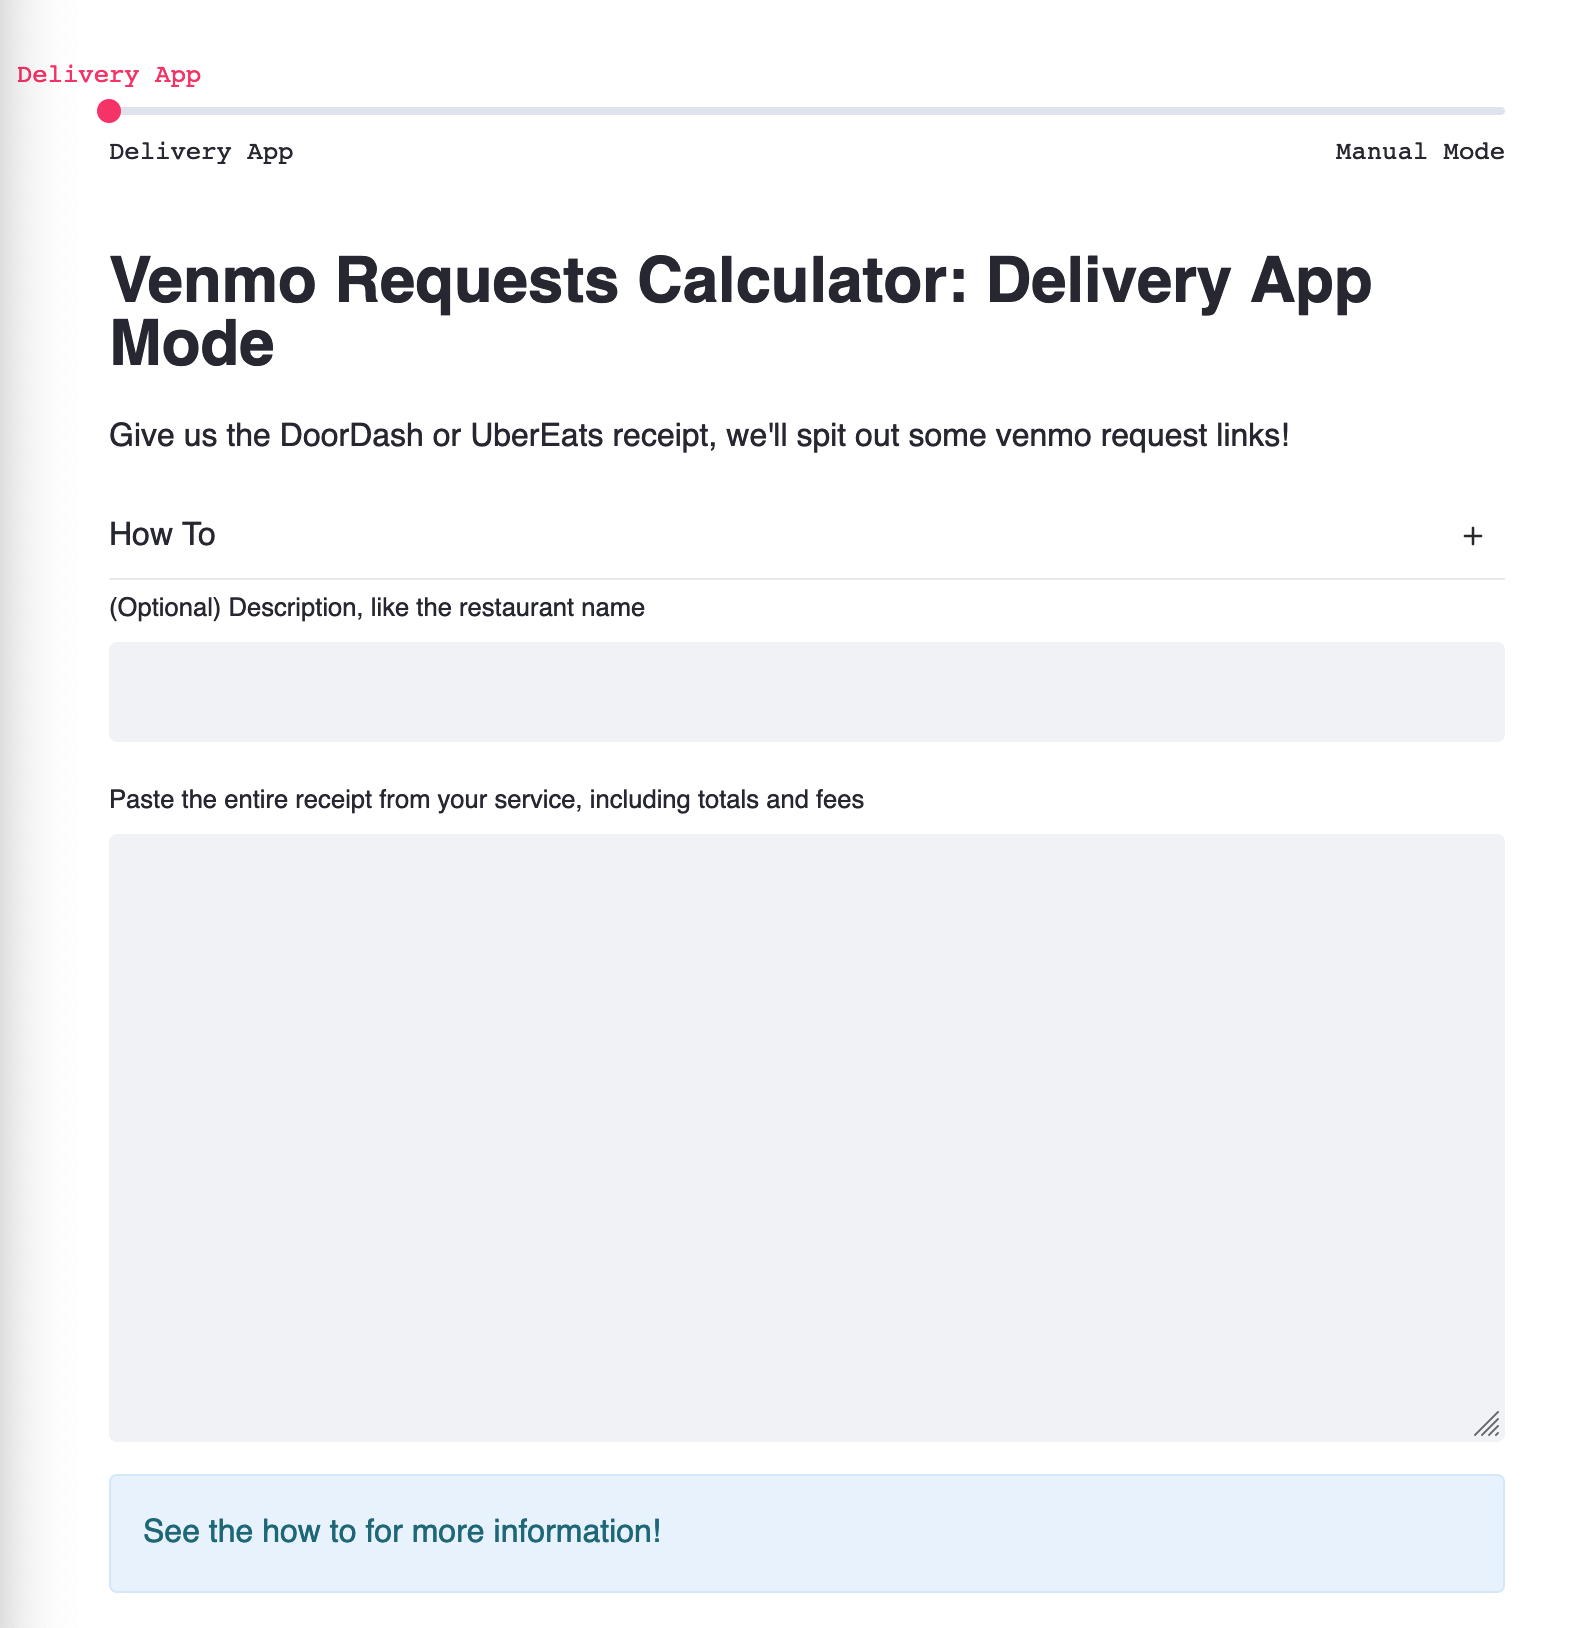 Delivery App
Delivery App Manual Mode
Venmo Requests Calculator: Delivery App
Mode
Give us the DoorDash or UberEats receipt, we'll spit out some venmo request links!
How To
(Optional) Description, like the restaurant name
Paste the entire receipt from your service, including totals and fees
See the how to for more information!